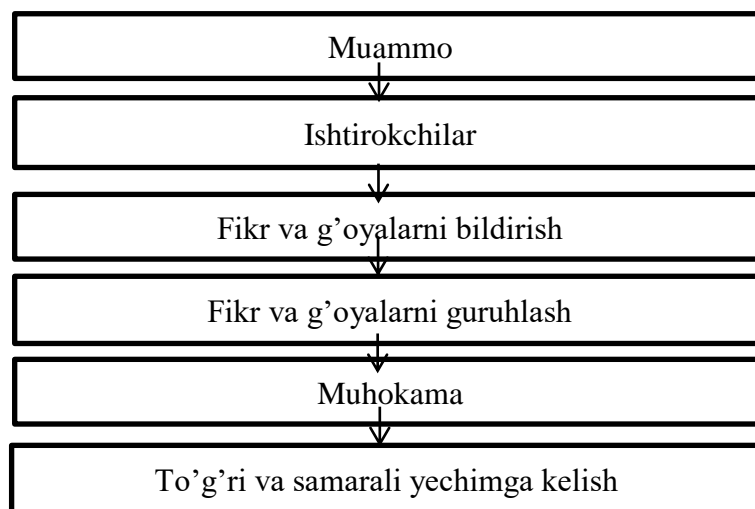 Muammo
Ishtirokchilar
Fikr va g’oyalarni bildirish
Fikr va g’oyalarni guruhlash
Muhokama
To’g’ri va samarali yechimga kelish